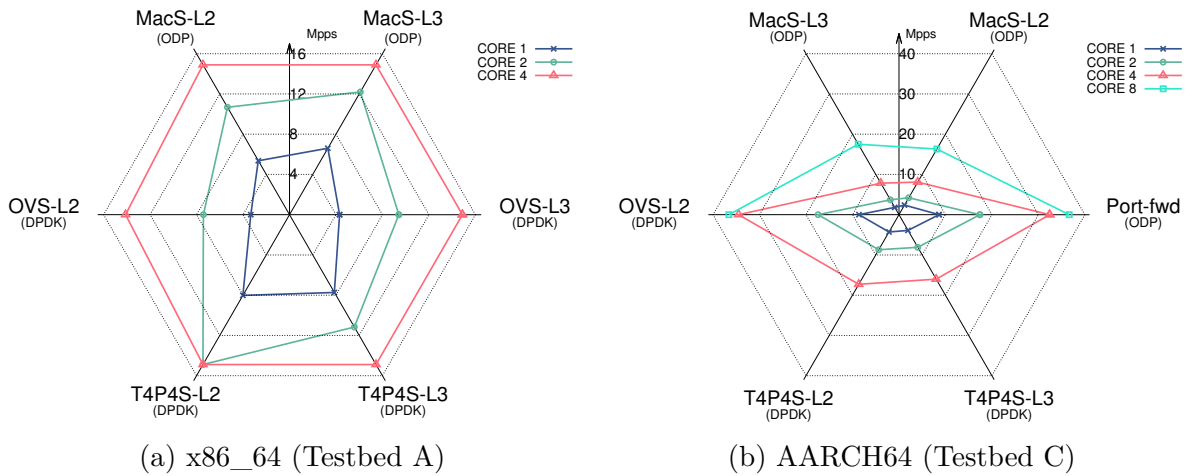 MacS-L2
(ODP)
MacS-L3
(ODP)
Mpps
16
12
8
4
CORE 1
CORE 2
CORE 4
OVS-L2
(DPDK)
OVS-L3
(DPDK)
T4P4S-L2
(DPDK)
T4P4S-L3
(DPDK)
(a) x86_64 (Testbed A)
MacS-L3
(ODP)
MacS-L2
(ODP)
Mpps
40
30
20
10
CORE 1
CORE 2
CORE 4
CORE 8
OVS-L2
(DPDK)
Port-fwd
(ODP)
T4P4S-L2
(DPDK)
T4P4S-L3
(DPDK)
(b) AARCH64 (Testbed C)